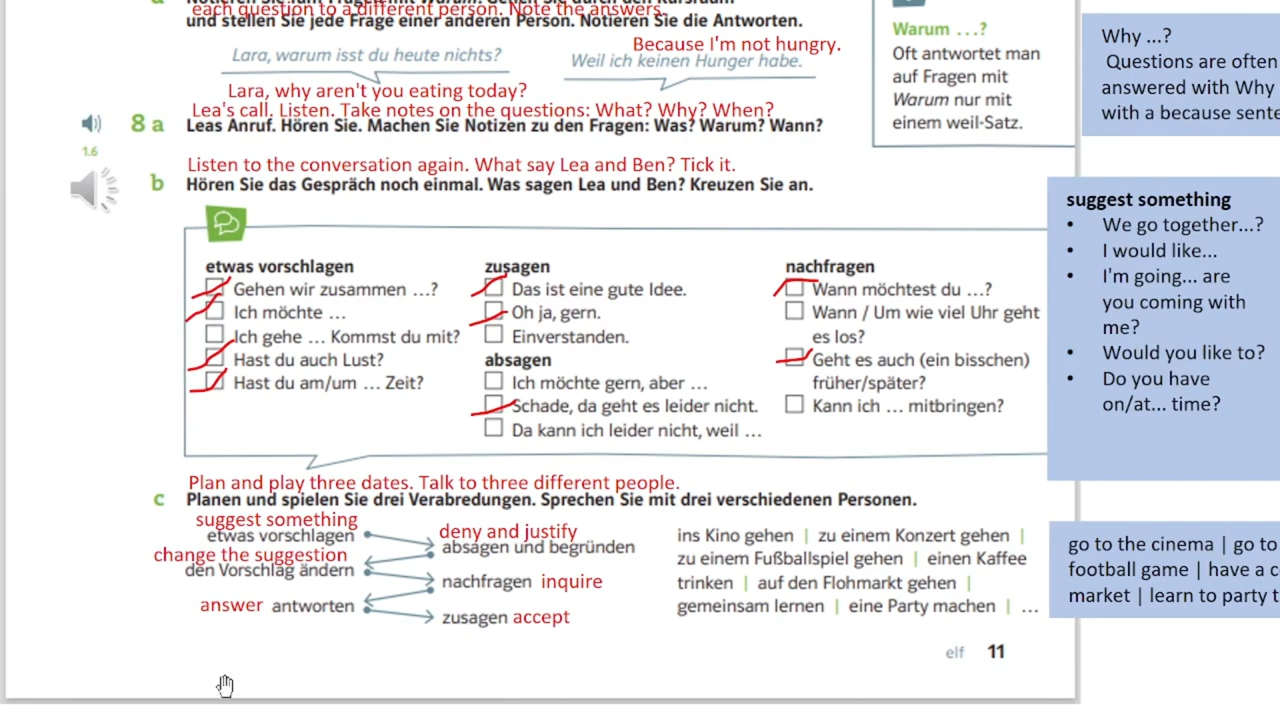 each question to a different person. Note the answers.
und stellen Sie jede Frage einer anderen Person. Notieren Sie die Antworten.
Because I'm not hungry.
Lara, warum isst du heute nichts?
Weil ich keinen Hunger habe.
Lara, why aren't you eating today?
Warum ...?
Oft antwortet man
auf Fragen mit
Warum nur mit
einem weil-Satz.
Why ...?
Questions are often
answered with Why
with a because sente
Lea's call. Listen. Take notes on the questions: What? Why? When?
8 a Leas Anruf. Hören Sie. Machen Sie Notizen zu den Fragen: Was? Warum? Wann?
1.6
Listen to the conversation again. What say Lea and Ben? Tick it.
b Hören Sie das Gespräch noch einmal. Was sagen Lea und Ben? Kreuzen Sie an.
etwas vorschlagen
Gehen wir zusammen ...?
Ich möchte ...
Ich gehe ... Kommst du mit?
Hast du auch Lust?
Hast du am/um ... Zeit?
zusagen
Das ist eine gute Idee.
Oh ja, gern.
Einverstanden.
absagen
Ich möchte gern, aber ...
Schade, da geht es leider nicht.
Da kann ich leider nicht, weil ...
nachfragen
Wann möchtest du ...?
Wann / Um wie viel Uhr geht
es los?
Geht es auch (ein bisschen)
früher/später?
Kann ich ... mitbringen?
suggest something
• We go together...?
• I would like...
• I'm going... are
you coming with
me?
• Would you like to?
• Do you have
on/at... time?
Plan and play three dates. Talk to three different people.
c Planen und spielen Sie drei Verabredungen. Sprechen Sie mit drei verschiedenen Personen.
suggest something
etwas vorschlagen
change the suggestion
den Vorschlag ändern
answer antworten
deny and justify
absagen und begründen
nachfragen inquire
zusagen accept
ins Kino gehen | zu einem Konzert gehen |
zu einem Fußballspiel gehen | einen Kaffee
trinken | auf den Flohmarkt gehen |
gemeinsam lernen | eine Party machen | ...
go to the cinema | go to
football game | have a c
market | learn to party t
elf 11